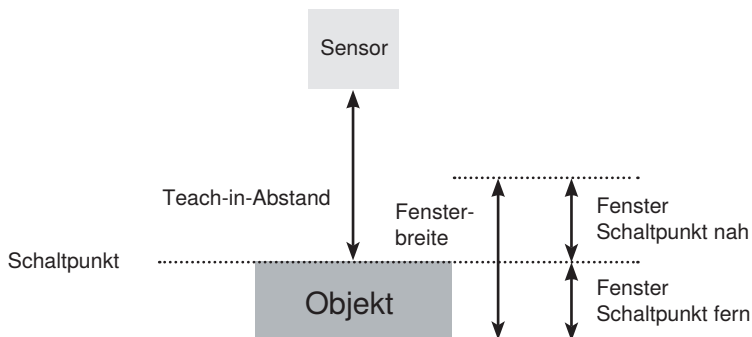 Sensor
Teach-in-Abstand
Fenster-
breite
Fenster
Schaltpunkt nah
Schaltpunkt
Objekt
Fenster
Schaltpunkt fern